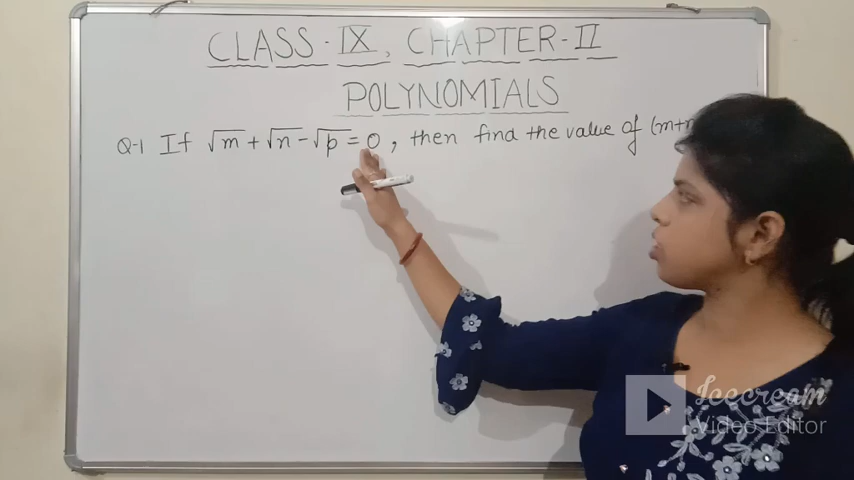 CLASS-IX, CHAPTER-II
POLYNOMIALS
Q-1 If √m + √n - √p = 0, then find the value of (m+n
Icecream
Video Editor